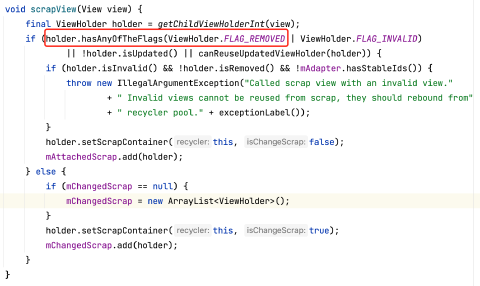 void scrapView(View view) {
    final ViewHolder holder = getChildViewHolderInt(view);
    if (holder.hasAnyOfTheFlags(ViewHolder.FLAG_REMOVED | ViewHolder.FLAG_INVALID)
            || !holder.isUpdated() || canReuseUpdatedViewHolder(holder)) {
        if (holder.isInvalid() && !holder.isRemoved() && !mAdapter.hasStableIds()) {
            throw new IllegalArgumentException("Called scrap view with an invalid view."
                    + " Invalid views cannot be reused from scrap, they should rebound from"
                    + " recycler pool." + exceptionLabel());
        }
        holder.setScrapContainer( recycler: this, isChangeScrap: false);
        mAttachedScrap.add(holder);
    } else {
        if (mChangedScrap == null) {
            mChangedScrap = new ArrayList<ViewHolder>();
        }
        holder.setScrapContainer( recycler: this, isChangeScrap: true);
        mChangedScrap.add(holder);
    }
}